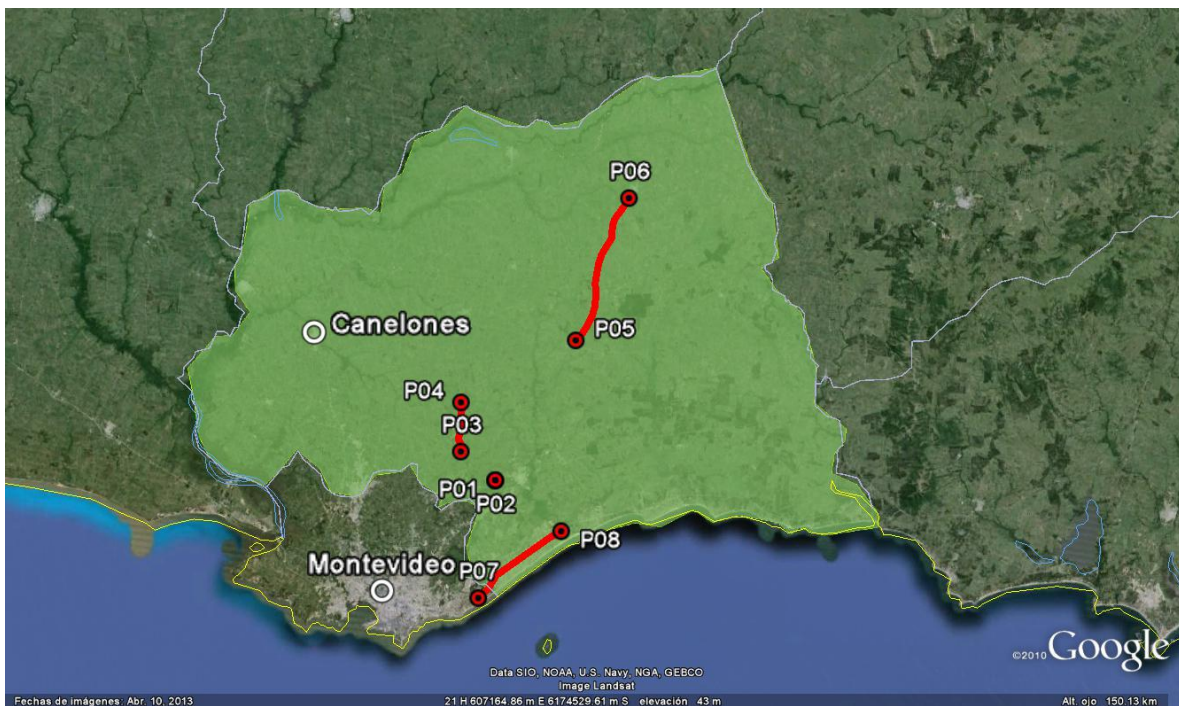 P06
Canelones
P05
P04
P03
P01
P02
P08
Montevideo
P07
©2010 Google
Data SIO, NOAA, U.S. Navy, NGA, GEBCO
Image Landsat
Fechas de imágenes: Abr. 10, 2013 21 H 607164.86 m E 6174529.61 m S elevación 43 m Alt. ojo 150.13 km